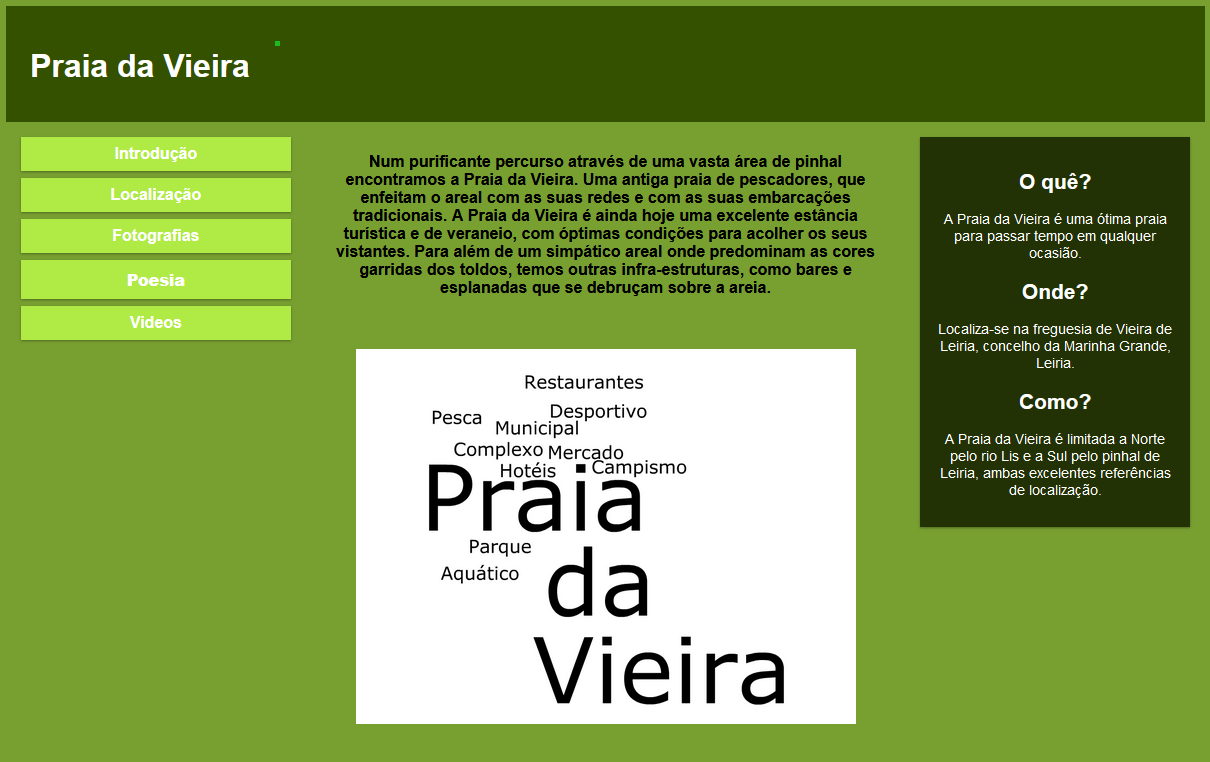 Praia da Vieira
Introdução
Localização
Fotografias
Poesia
Videos
Num purificante percurso através de uma vasta área de pinhal
encontramos a Praia da Vieira. Uma antiga praia de pescadores, que
enfeitam o areal com as suas redes e com as suas embarcações
tradicionais. A Praia da Vieira é ainda hoje uma excelente estância
turística e de veraneio, com óptimas condições para acolher os seus
vistantes. Para além de um simpático areal onde predominam as cores
garridas dos toldos, temos outras infra-estruturas, como bares e
esplanadas que se debruçam sobre a areia.
Restaurantes
Desportivo
Pesca
Municipal
Complexo
Mercado
Hotéis
Campismo
Praia
Parque
Aquático
da
Vieira
O quê?
A Praia da Vieira é uma ótima praia
para passar tempo em qualquer
ocasião.
Onde?
Localiza-se na freguesia de Vieira de
Leiria, concelho da Marinha Grande,
Leiria.
Como?
A Praia da Vieira é limitada a Norte
pelo rio Lis e a Sul pelo pinhal de
Leiria, ambas excelentes referências
de localização.